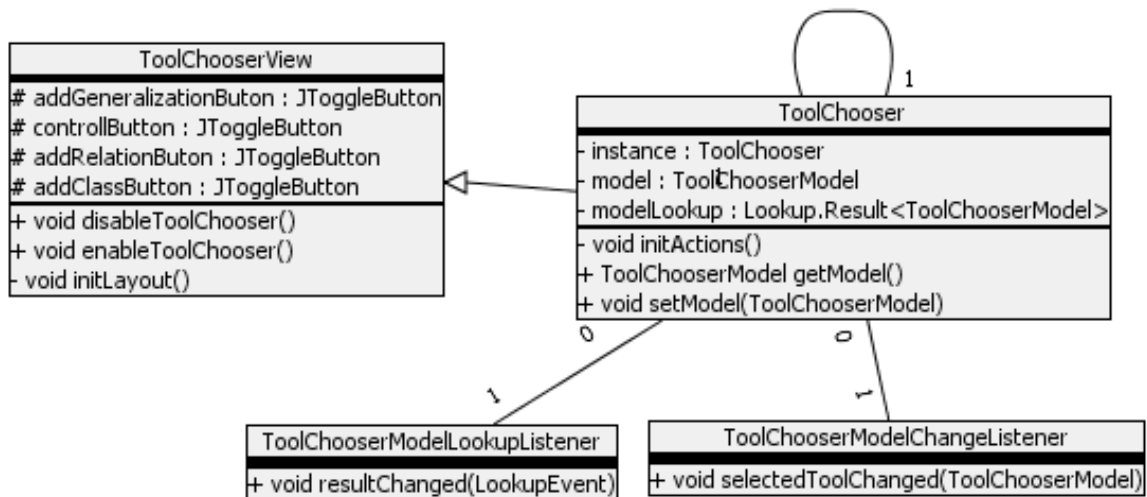 1
ToolChooserView
# addGeneralizationButon : JToggleButton
# controllButton : JToggleButton
# addRelationButon : JToggleButton
# addClassButton : JToggleButton
+ void disableToolChooser()
+ void enableToolChooser()
- void initLayout()
ToolChooser
- instance : ToolChooser
- model : ToolChooserModel
- modelLookup : Lookup.Result<ToolChooserModel>
- void initActions()
+ ToolChooserModel getModel()
+ void setModel(ToolChooserModel)
0
0
1
1
ToolChooserModelLookupListener
+ void resultChanged(LookupEvent)
ToolChooserModelChangeListener
+ void selectedToolChanged(ToolChooserModel)